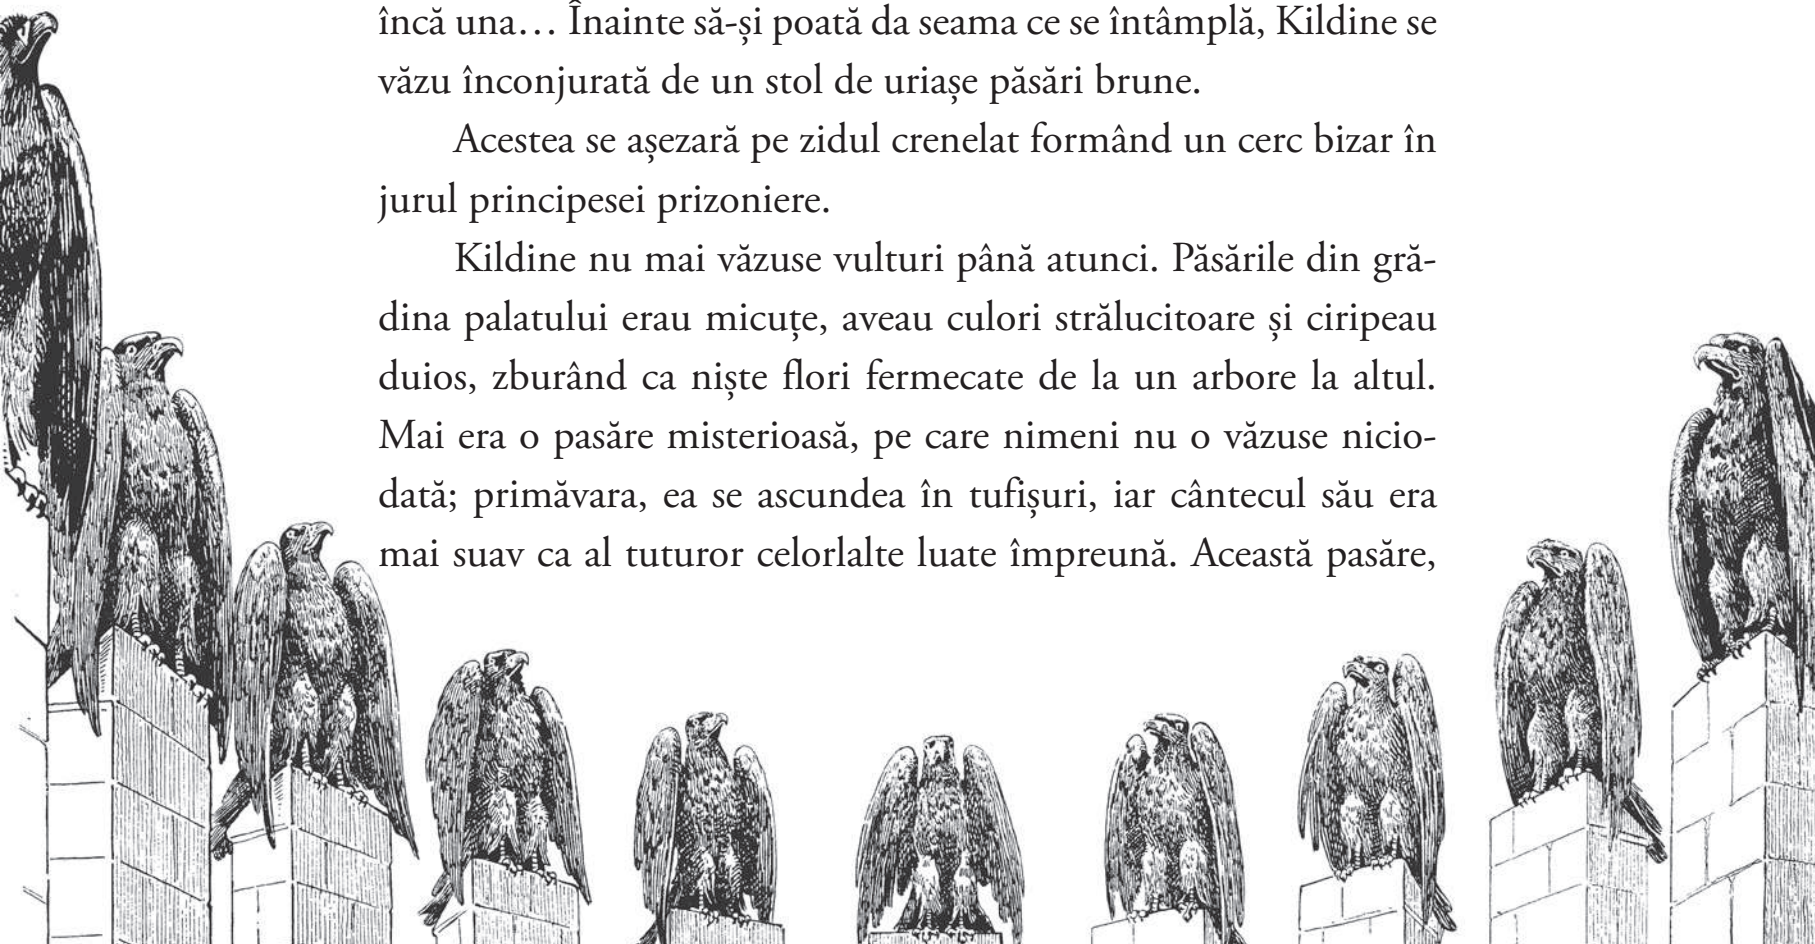 încă una… Înainte să-și poată da seama ce se întâmplă, Kildine se
văzu înconjurată de un stol de uriașe păsări brune.
Acestea se așezară pe zidul crenelat formând un cerc bizar în
jurul principesei prizoniere.
Kildine nu mai văzuse vulturi până atunci. Păsările din gră-
dina palatului erau micuțe, aveau culori strălucitoare și ciripeau
duios, zburând ca niște flori fermecate de la un arbore la altul.
Mai era o pasăre misterioasă, pe care nimeni nu o văzuse nicio-
dată; primăvara, ea se ascundea în tufișuri, iar cântecul său era
mai suav ca al tuturor celorlalte luate împreună. Această pasăre,